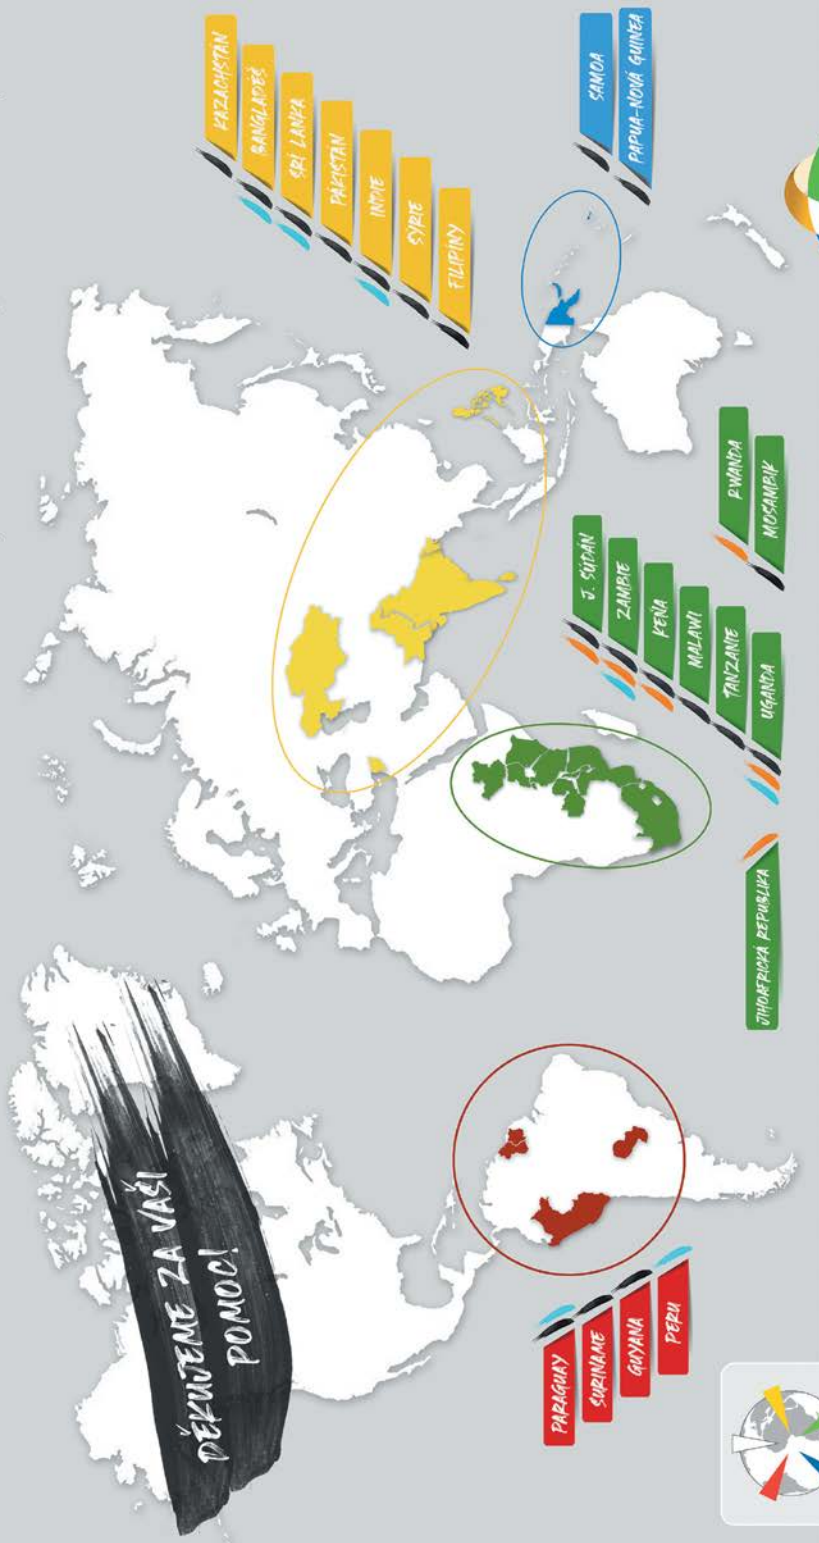 DĚKUJEME ZA VAŠI
POMOC!
PARAGUAY
SURINAME
GUYANA
PERU
JIHOAFRICKÁ REPUBLIKA
J. SÚDÁN
ZAMBIE
KEŇA
MALAWI
TANZANIE
UGANDA
RWANDA
MOSAMBIK
KAZACHSTÁN
BANGLADÉŠ
SRÍ LANKA
PÁKISTÁN
INDIE
SÝRIE
FILIPÍNY
SAMOA
PAPUA-NOVÁ GUINEA